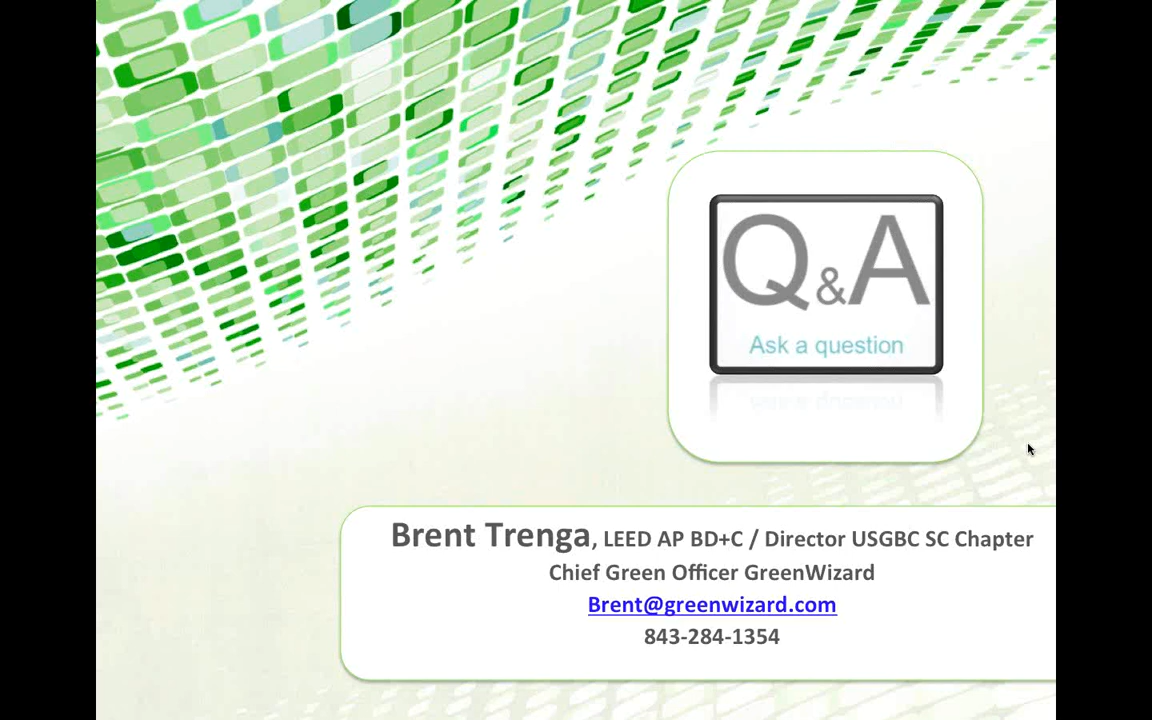 Q&A
Ask a question
Brent Trenga, LEED AP BD+C / Director USGBC SC Chapter
Chief Green Officer GreenWizard
Brent@greenwizard.com
843-284-1354